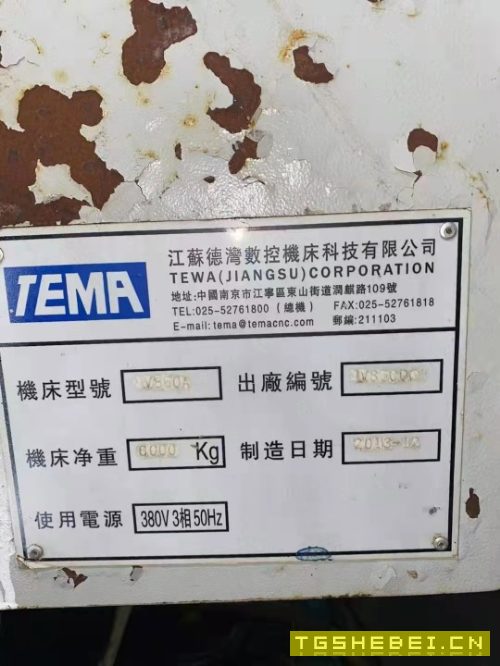 TEMA
江蘇德灣數控機床科技有限公司
TEWA(JIANGSU)CORPORATION
地址:中國南京市江寧區東山街道潤麒路109號
TEL:025-52761800(總機) FAX:025-52761818
E-mail: tema@temacnc.com 郵編:211103
機床型號 出廠編號
機床净重 6000 Kg 制造日期
使用電源 380V 3相 50Hz
TGSHEBEI.CN